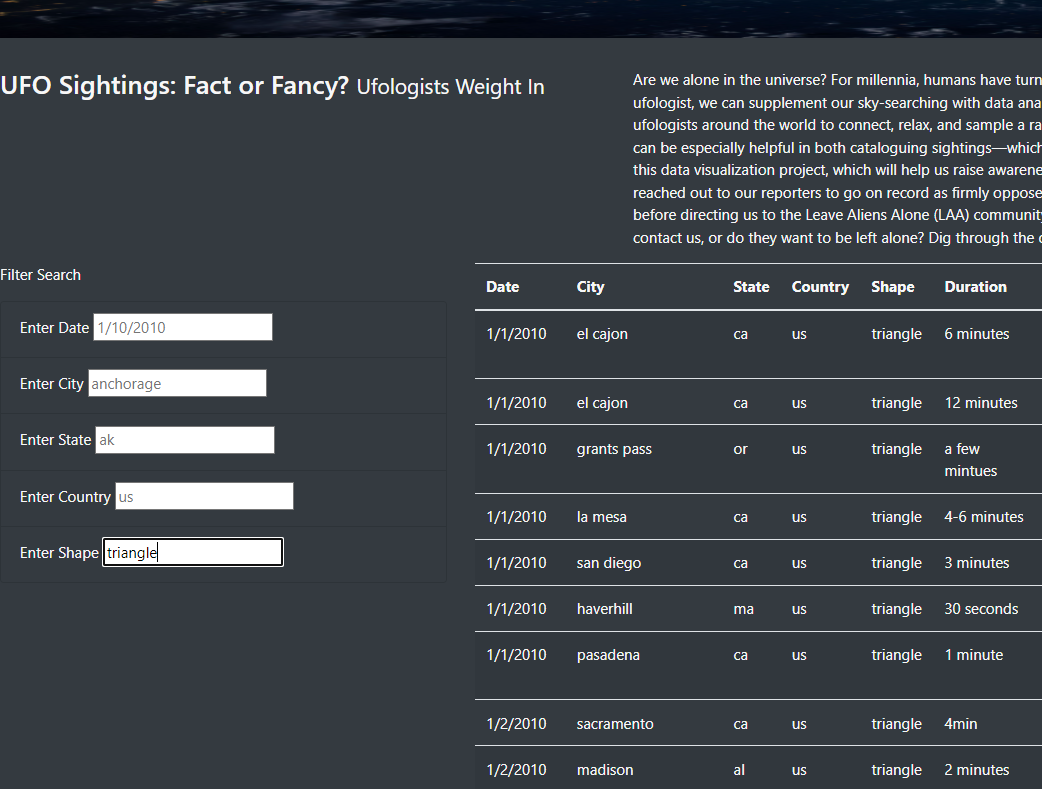 UFO Sightings: Fact or Fancy? Ufologists Weight In
Are we alone in the universe? For millennia, humans have turn
ufologist, we can supplement our sky-searching with data ana
ufologists around the world to connect, relax, and sample a ra
can be especially helpful in both cataloguing sightings—which
this data visualization project, which will help us raise awarene
reached out to our reporters to go on record as firmly oppose
before directing us to the Leave Aliens Alone (LAA) community
contact us, or do they want to be left alone? Dig through the
Filter Search
Enter Date 1/10/2010
Enter City anchorage
Enter State ak
Enter Country us
Enter Shape triangle
Date City State Country Shape Duration
1/1/2010 el cajon ca us triangle 6 minutes
1/1/2010 el cajon ca us triangle 12 minutes
1/1/2010 grants pass or us triangle a few
mintues
1/1/2010 la mesa ca us triangle 4-6 minutes
1/1/2010 san diego ca us triangle 3 minutes
1/1/2010 haverhill ma us triangle 30 seconds
1/1/2010 pasadena ca us triangle 1 minute
1/2/2010 sacramento ca us triangle 4min
1/2/2010 madison al us triangle 2 minutes